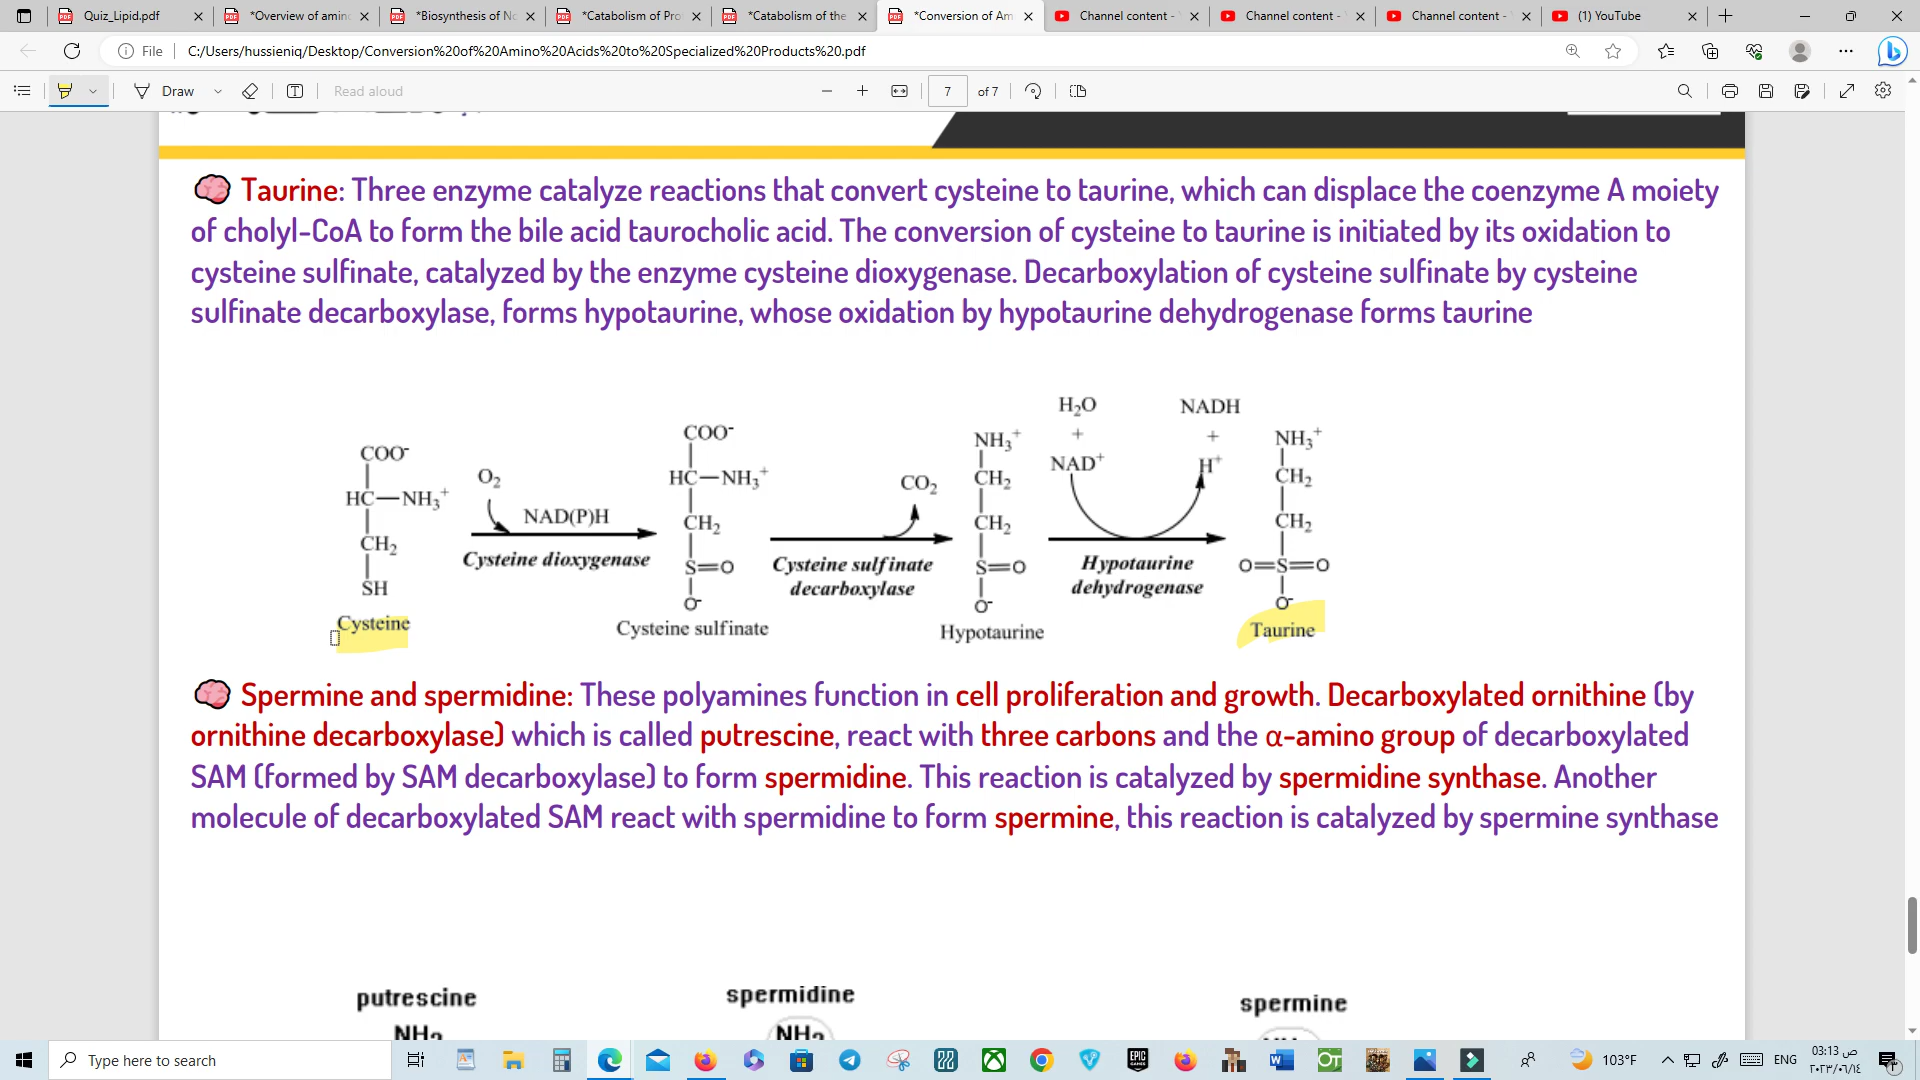 Quiz_Lipid.pdf
*Overview of amin
*Biosynthesis of No
*Catabolism of Pro
*Catabolism of the
*Conversion of Am
Channel content -
Channel content -
Channel content -
(1) YouTube
File
C:/Users/hussieniq/Desktop/Conversion%20of%20Amino%20Acids%20to%20Specialized%20Products%20.pdf
Draw
Read aloud
7
of 7
Taurine: Three enzyme catalyze reactions that convert cysteine to taurine, which can displace the coenzyme A moiety
of cholyl-CoA to form the bile acid taurocholic acid. The conversion of cysteine to taurine is initiated by its oxidation to
cysteine sulfinate, catalyzed by the enzyme cysteine dioxygenase. Decarboxylation of cysteine sulfinate by cysteine
sulfinate decarboxylase, forms hypotaurine, whose oxidation by hypotaurine dehydrogenase forms taurine
COO⁻
HC—NH₃⁺
CH₂
SH
Cysteine
O₂
NAD(P)H
Cysteine dioxygenase
COO⁻
HC—NH₃⁺
CH₂
S=O
O⁻
Cysteine sulfinate
CO₂
Cysteine sulfinate
decarboxylase
NH₃⁺
CH₂
CH₂
S=O
O⁻
Hypotaurine
H₂O
+
NAD⁺
NADH
+
H⁺
Hypotaurine
dehydrogenase
NH₃⁺
CH₂
CH₂
O=S=O
O⁻
Taurine
Spermine and spermidine: These polyamines function in cell proliferation and growth. Decarboxylated ornithine (by
ornithine decarboxylase) which is called putrescine, react with three carbons and the α-amino group of decarboxylated
SAM (formed by SAM decarboxylase) to form spermidine. This reaction is catalyzed by spermidine synthase. Another
molecule of decarboxylated SAM react with spermidine to form spermine, this reaction is catalyzed by spermine synthase
putrescine
NH₂
spermidine
NH₂
spermine
Type here to search
103°F
ENG
03:13 ص
٢٠٢٣/٠٦/١٤